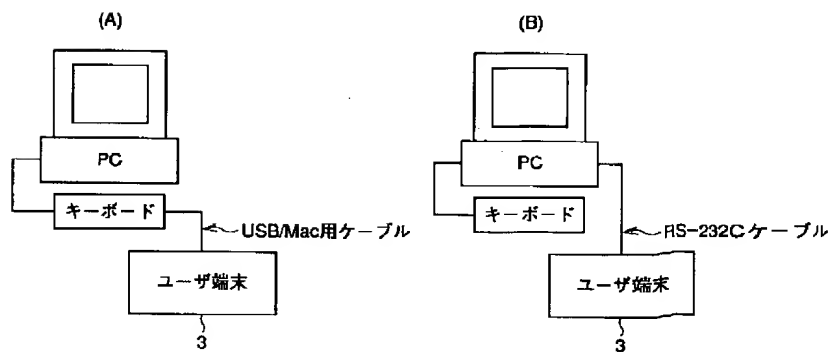 (A)
PC
キーボード
USB/Mac用ケーブル
ユーザ端末
3
(B)
PC
キーボード
RS-232Cケーブル
ユーザ端末
3